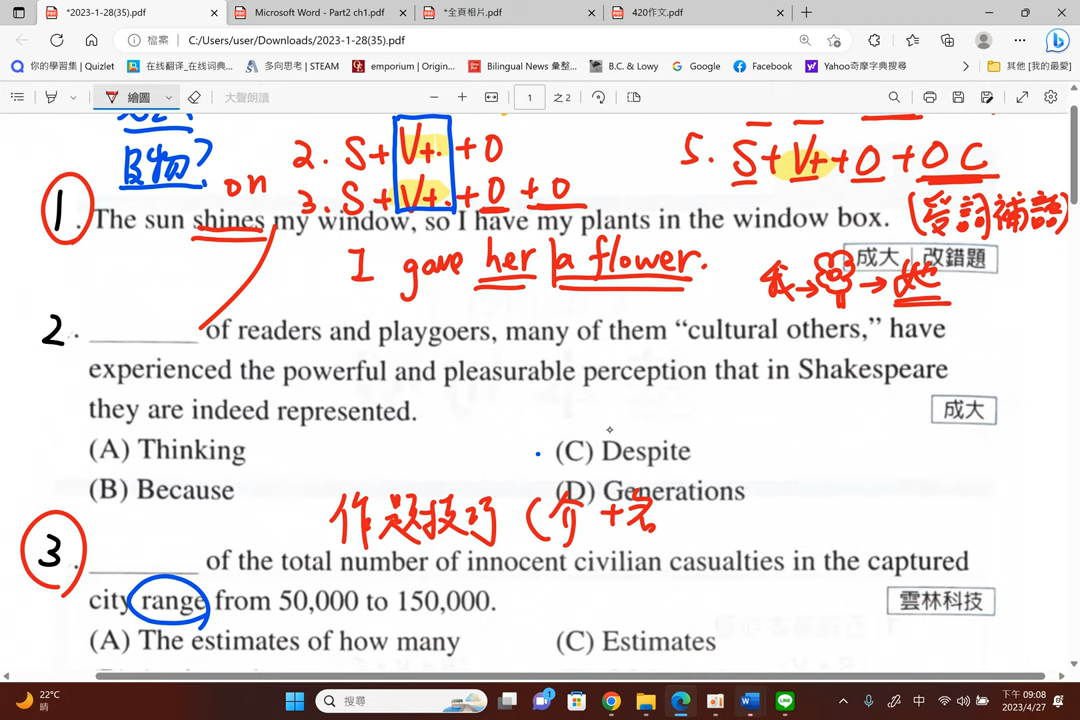 *2023-1-28(35).pdf
Microsoft Word - Part2 ch1.pdf
*全頁相片.pdf
420作文.pdf
檔案
C:/Users/user/Downloads/2023-1-28(35).pdf
你的學習集 | Quizlet
在线翻译_在线词典...
多向思考 | STEAM
emporium | Origin...
Bilingual News 彙整...
B.C. & Lowy
Google
Facebook
Yahoo奇摩字典搜尋
其他 [我的最愛]
繪圖
大聲朗讀
1
之 2
及物?
2. S+ Vt. +O
3. S+ Vt. +O +O
5. S+ Vt +O +OC
(受詞補語)
on
1. The sun shines my window, so I have my plants in the window box.
成大 改錯題
I gave her a flower.
我→ → 她
2. ________ of readers and playgoers, many of them “cultural others,” have
experienced the powerful and pleasurable perception that in Shakespeare
they are indeed represented.
成大
(A) Thinking
(C) Despite
(B) Because
(D) Generations
作題技巧 (介+名
3. ________ of the total number of innocent civilian casualties in the captured
city range from 50,000 to 150,000.
雲林科技
(A) The estimates of how many
(C) Estimates
22°C
晴
搜尋
1
中
下午 09:08
2023/4/27